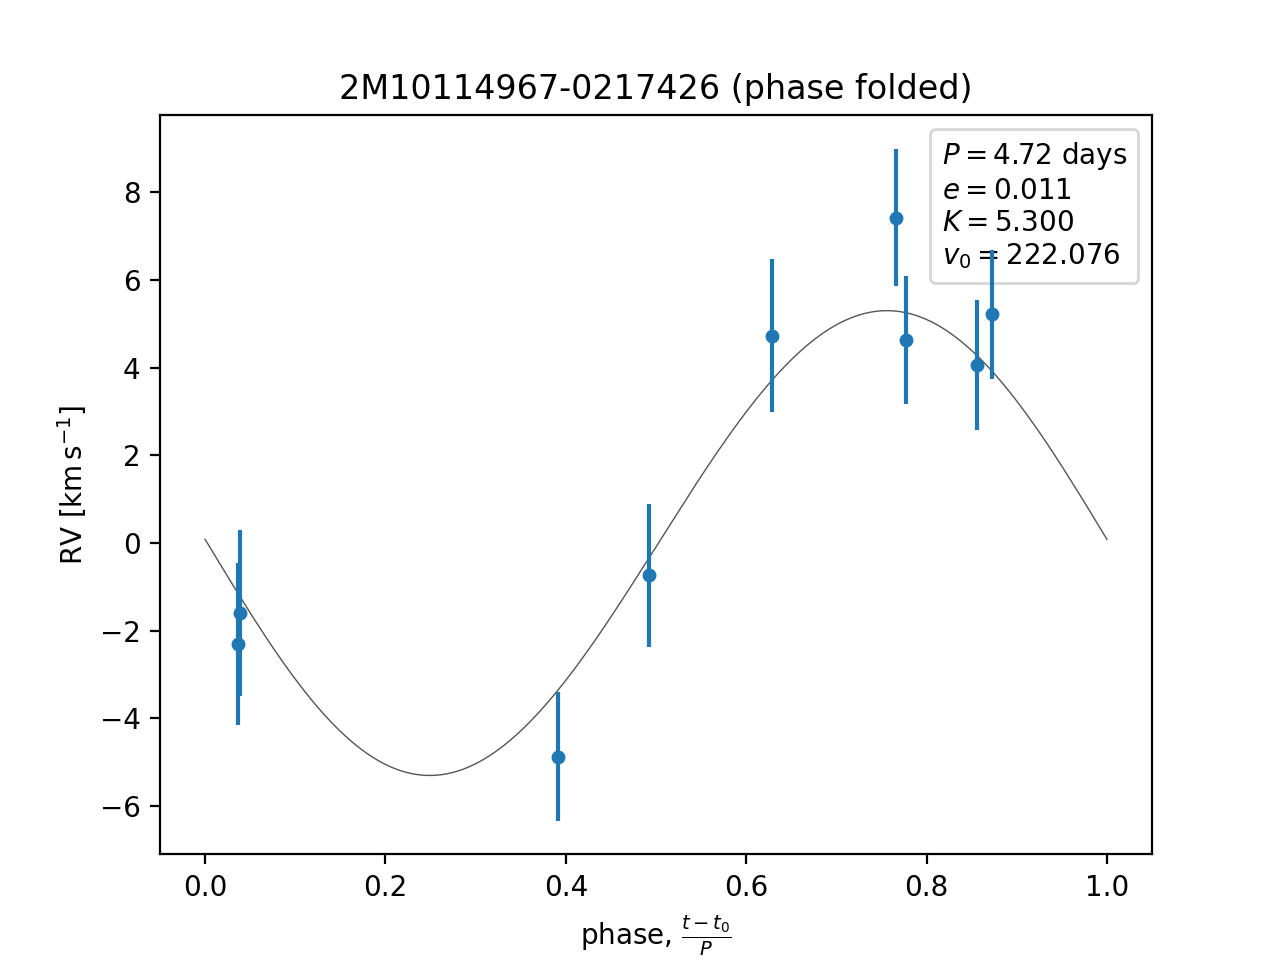 2M10114967-0217426 (phase folded)
P = 4.72 days
e = 0.011
K = 5.300
v₀ = 222.076
RV [km s⁻¹]
8
6
4
2
0
−2
−4
−6
0.0 0.2 0.4 0.6 0.8 1.0
phase, (t − t₀)/P